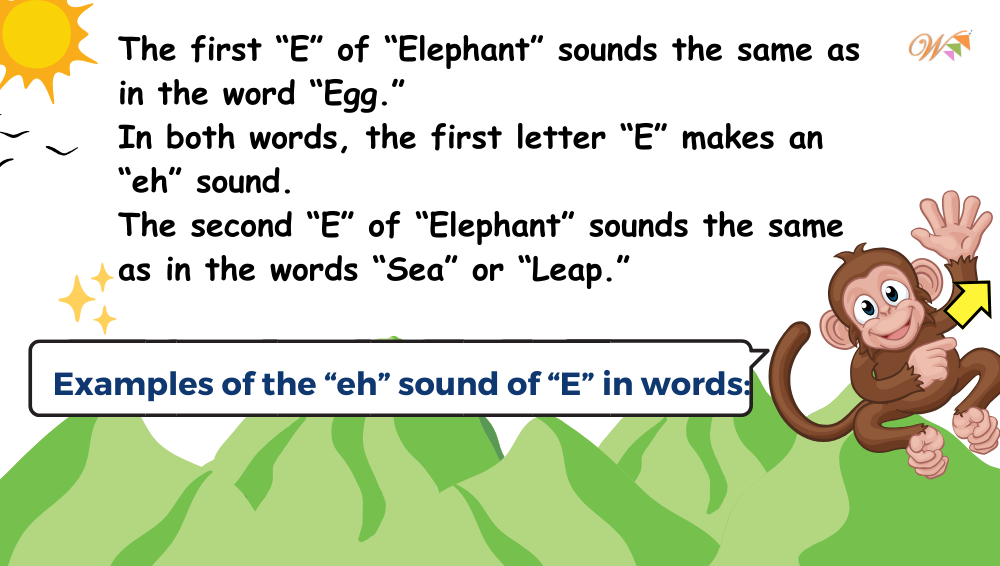 The first “E” of “Elephant” sounds the same as
in the word “Egg.”
In both words, the first letter “E” makes an
“eh” sound.
The second “E” of “Elephant” sounds the same
as in the words “Sea” or “Leap.”
Examples of the “eh” sound of “E” in words:
W